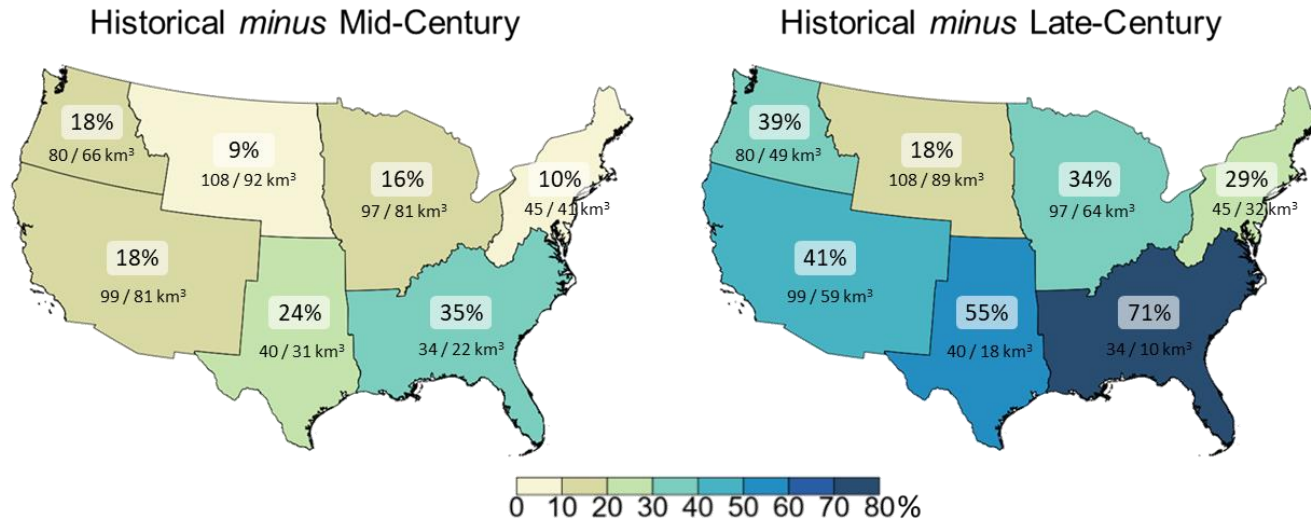 Historical minus Mid-Century
18%
80 / 66 km³
9%
108 / 92 km³
16%
97 / 81 km³
10%
45 / 41 km³
18%
99 / 81 km³
24%
40 / 31 km³
35%
34 / 22 km³
Historical minus Late-Century
39%
80 / 49 km³
18%
108 / 89 km³
34%
97 / 64 km³
29%
45 / 32 km³
41%
99 / 59 km³
55%
40 / 18 km³
71%
34 / 10 km³
0 10 20 30 40 50 60 70 80%